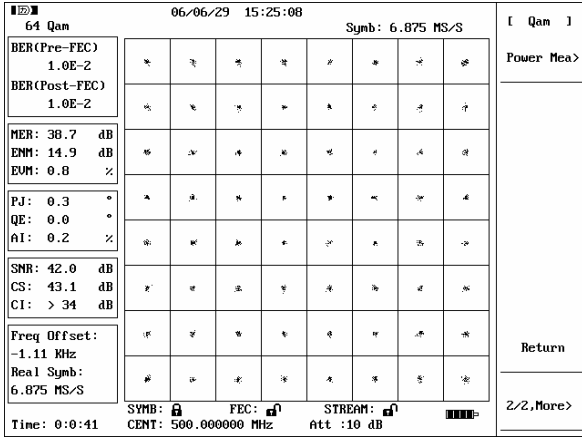 06/06/29 15:25:08
64 Qam
Symb: 6.875 MS/S
[ Qam ]
Power Mea>
BER(Pre-FEC)
1.0E-2
BER(Post-FEC)
1.0E-2
MER: 38.7 dB
ENM: 14.9 dB
EVM: 0.8 %
PJ: 0.3 °
QE: 0.0 °
AI: 0.2 %
SNR: 42.0 dB
CS: 43.1 dB
CI: > 34 dB
Freq Offset:
-1.11 KHz
Real Symb:
6.875 MS/S
Time: 0:0:41
SYMB: FEC: STREAM:
CENT: 500.000000 MHz Att :10 dB
Return
2/2,More>